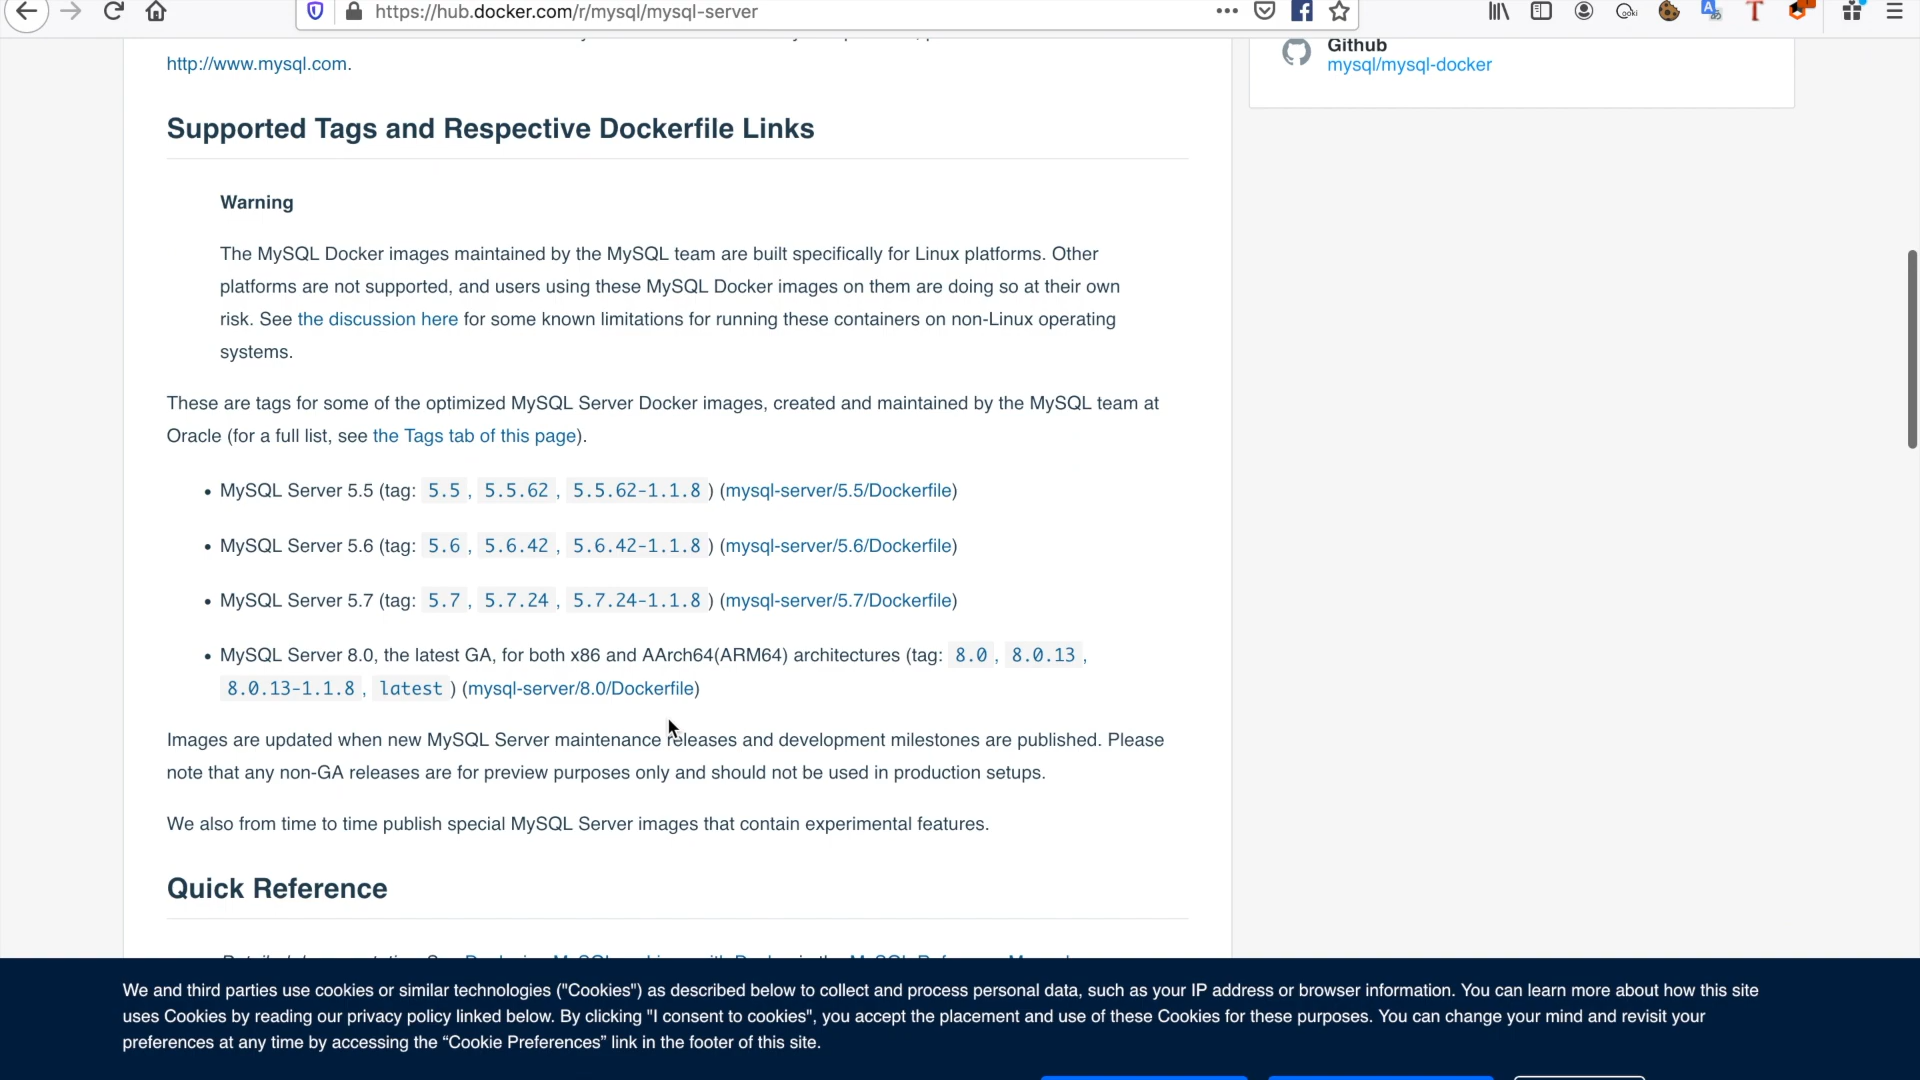 https://hub.docker.com/r/mysql/mysql-server
http://www.mysql.com.
Github
mysql/mysql-docker
Supported Tags and Respective Dockerfile Links
Warning
The MySQL Docker images maintained by the MySQL team are built specifically for Linux platforms. Other
platforms are not supported, and users using these MySQL Docker images on them are doing so at their own
risk. See the discussion here for some known limitations for running these containers on non-Linux operating
systems.
These are tags for some of the optimized MySQL Server Docker images, created and maintained by the MySQL team at
Oracle (for a full list, see the Tags tab of this page).
• MySQL Server 5.5 (tag: 5.5, 5.5.62, 5.5.62-1.1.8) (mysql-server/5.5/Dockerfile)
• MySQL Server 5.6 (tag: 5.6, 5.6.42, 5.6.42-1.1.8) (mysql-server/5.6/Dockerfile)
• MySQL Server 5.7 (tag: 5.7, 5.7.24, 5.7.24-1.1.8) (mysql-server/5.7/Dockerfile)
• MySQL Server 8.0, the latest GA, for both x86 and AArch64(ARM64) architectures (tag: 8.0, 8.0.13,
8.0.13-1.1.8, latest) (mysql-server/8.0/Dockerfile)
Images are updated when new MySQL Server maintenance releases and development milestones are published. Please
note that any non-GA releases are for preview purposes only and should not be used in production setups.
We also from time to time publish special MySQL Server images that contain experimental features.
Quick Reference
We and third parties use cookies or similar technologies ("Cookies") as described below to collect and process personal data, such as your IP address or browser information. You can learn more about how this site
uses Cookies by reading our privacy policy linked below. By clicking "I consent to cookies", you accept the placement and use of these Cookies for these purposes. You can change your mind and revisit your
preferences at any time by accessing the “Cookie Preferences” link in the footer of this site.